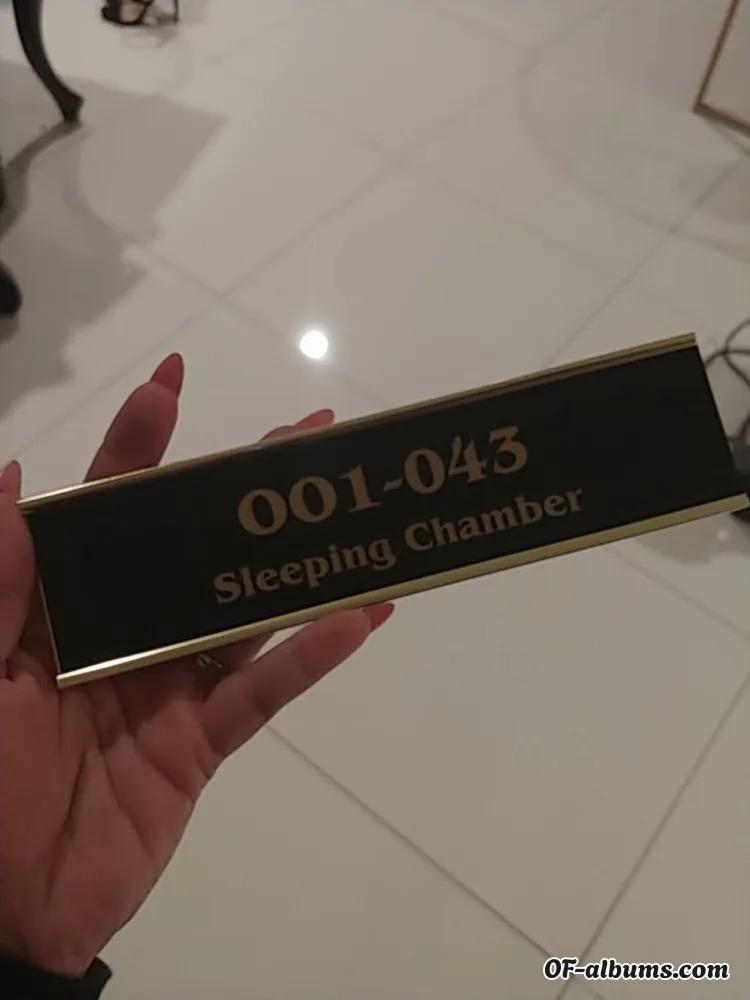 001-043
Sleeping Chamber
OF-albums.com